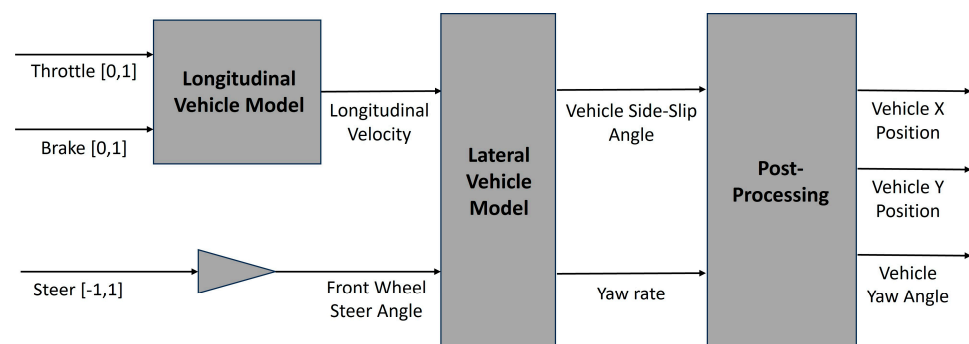 Throttle [0,1]
Brake [0,1]
Longitudinal
Vehicle Model
Longitudinal
Velocity
Steer [-1,1]
Front Wheel
Steer Angle
Lateral
Vehicle
Model
Vehicle Side-Slip
Angle
Yaw rate
Post-
Processing
Vehicle X
Position
Vehicle Y
Position
Vehicle
Yaw Angle